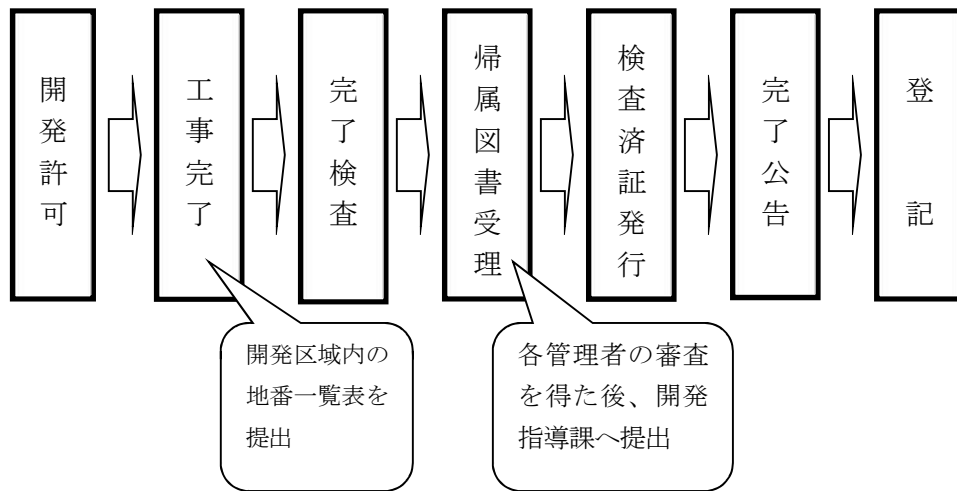 開発許可
工事完了
完了検査
帰属図書受理
検査済証発行
完了公告
登記
開発区域内の
地番一覧表を
提出
各管理者の審査
を得た後、開発
指導課へ提出